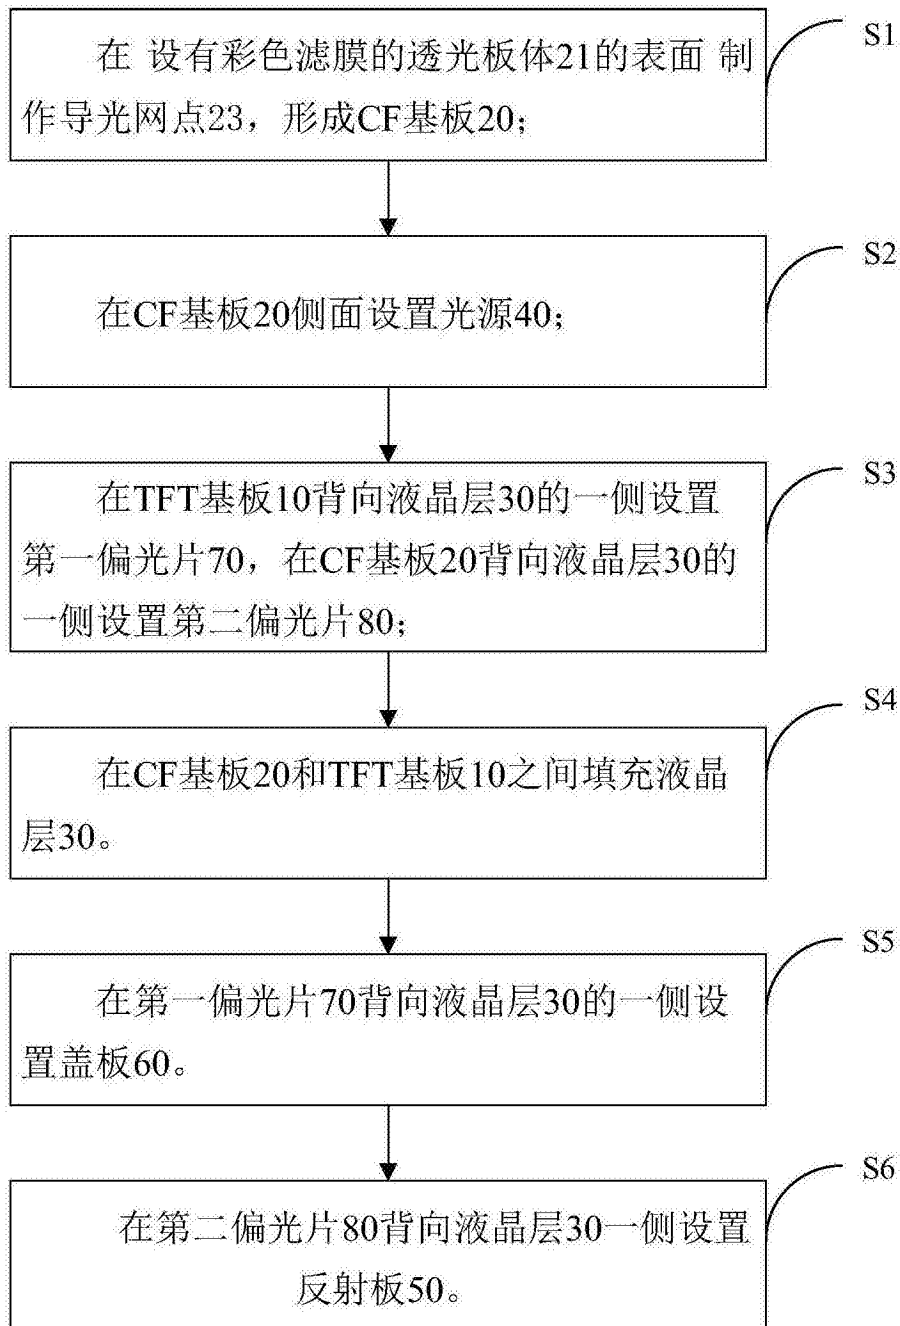 在 设有彩色滤膜的透光板体21的表面 制
作导光网点23，形成CF基板20；
S1
在CF基板20侧面设置光源40；
S2
在TFT基板10背向液晶层30的一侧设置
第一偏光片70，在CF基板20背向液晶层30的
一侧设置第二偏光片80；
S3
在CF基板20和TFT基板10之间填充液晶
层30。
S4
在第一偏光片70背向液晶层30的一侧设
置盖板60。
S5
在第二偏光片80背向液晶层30一侧设置
反射板50。
S6